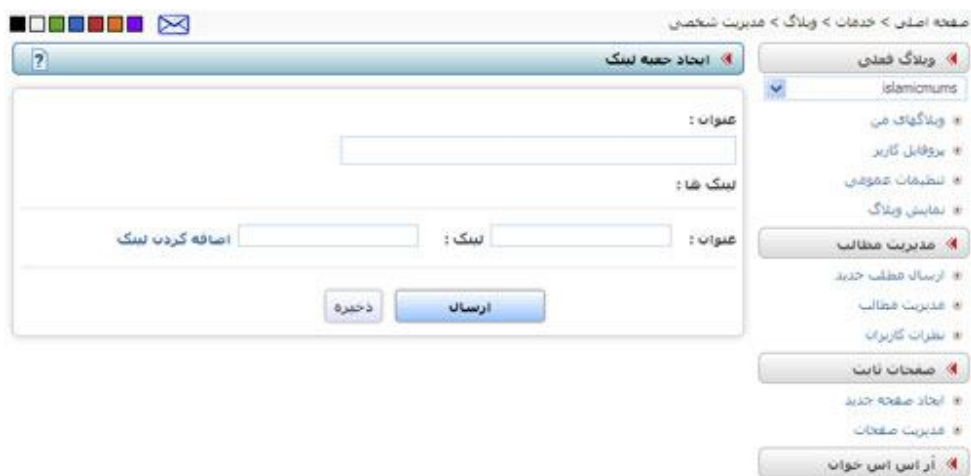 صفحه اصلی > خدمات > وبلاگ > مدیریت شخصی
وبلاگ فعلی
islamicmums
وبلاگهای من
پروفایل کاربر
تنظیمات عمومی
نمایش وبلاگ
مدیریت مطالب
ارسال مطلب جدید
مدیریت مطالب
نظرات کاربران
صفحات ثابت
ایجاد صفحه جدید
مدیریت صفحات
آر اس اس خوان
ایجاد جعبه لینک
?
عنوان :
لینک ها :
عنوان : لینک : اضافه کردن لینک
ارسال ذخیره